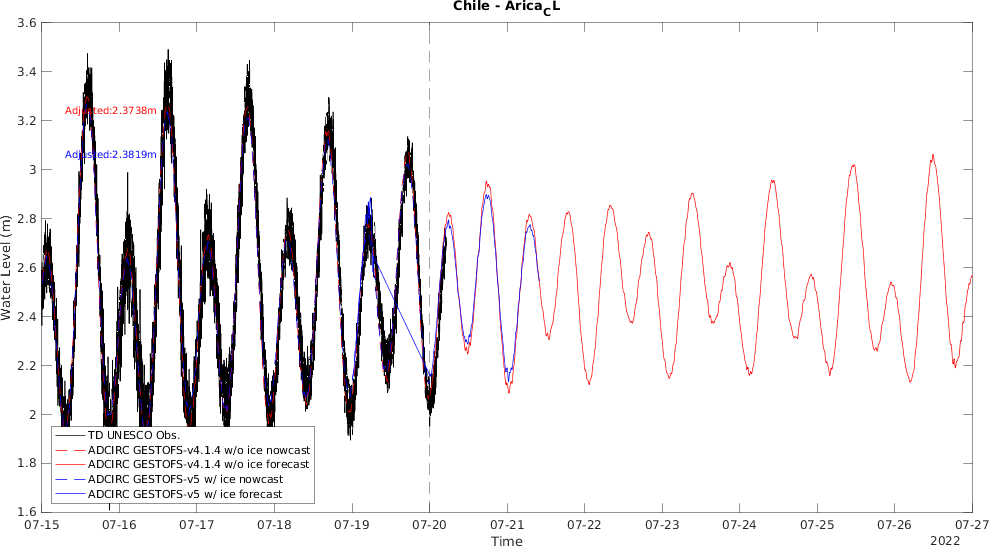 Chile - Arica_CL
3.6
3.4
3.2
3
2.8
2.6
2.4
2.2
2
1.8
1.6
Water Level (m)
Adjusted:2.3738m
Adjusted:2.3819m
TD UNESCO Obs.
ADCIRC GESTOFS-v4.1.4 w/o ice nowcast
ADCIRC GESTOFS-v4.1.4 w/o ice forecast
ADCIRC GESTOFS-v5 w/ ice nowcast
ADCIRC GESTOFS-v5 w/ ice forecast
07-15 07-16 07-17 07-18 07-19 07-20 07-21 07-22 07-23 07-24 07-25 07-26 07-27
Time
2022